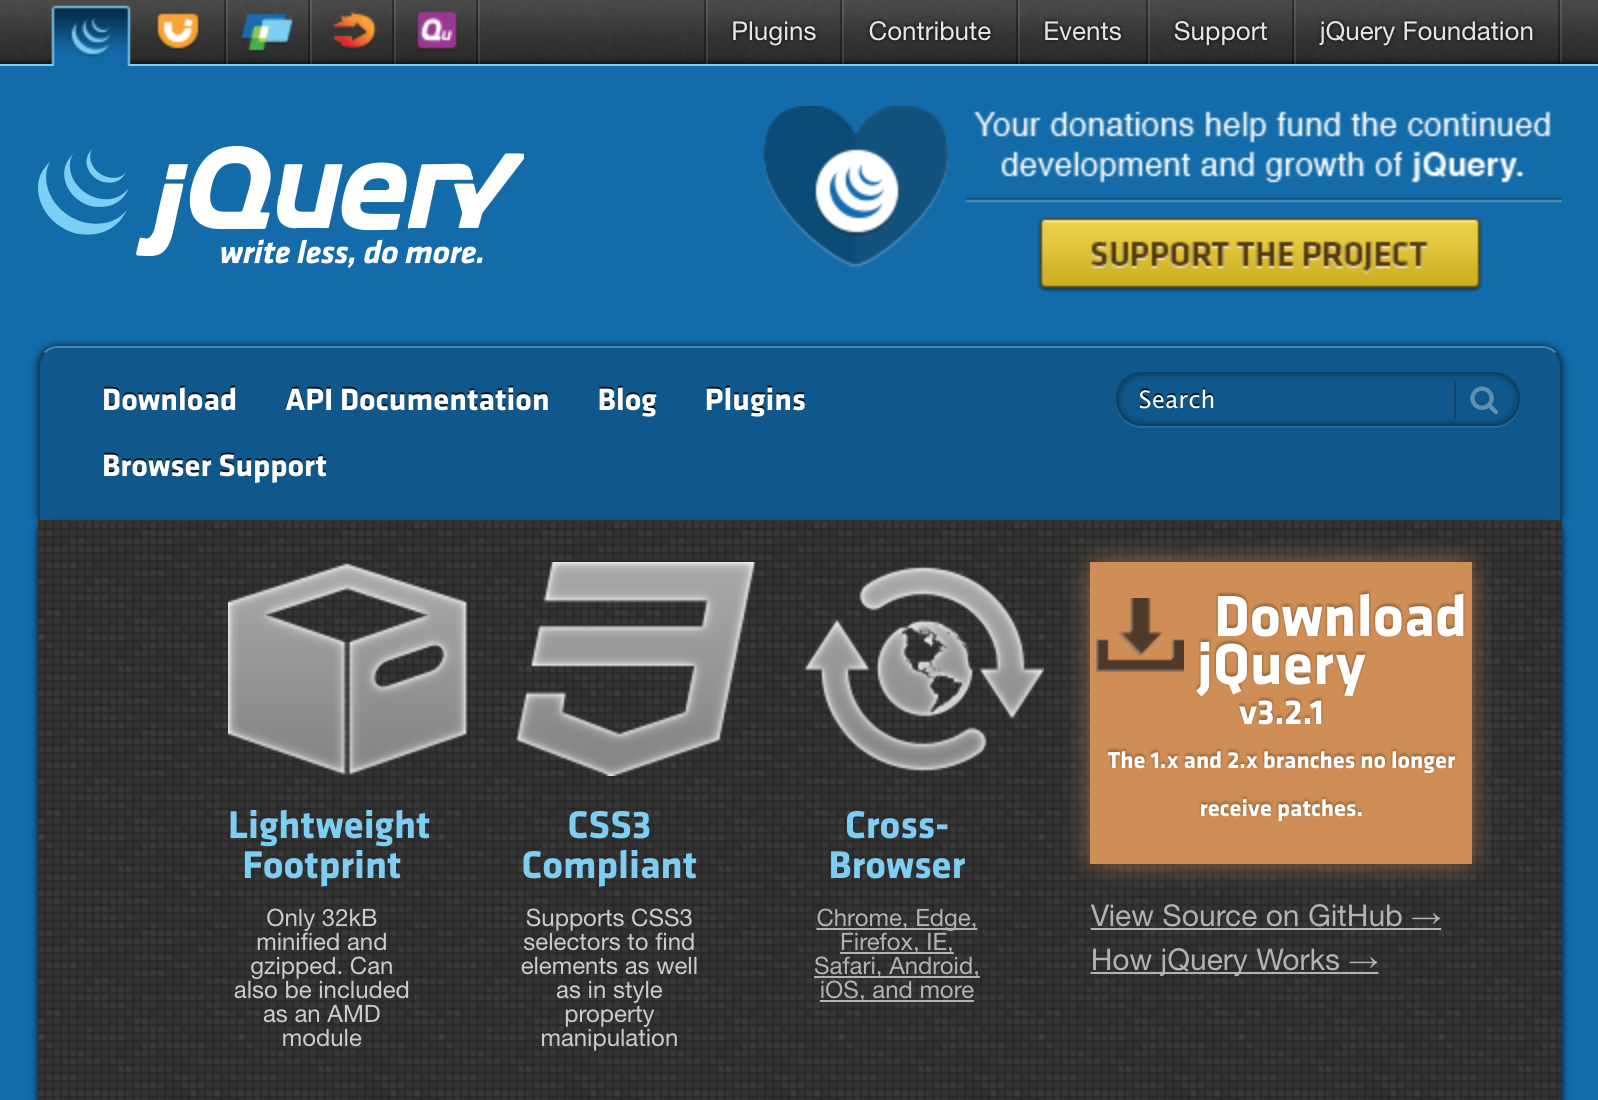 Qu
Plugins
Contribute
Events
Support
jQuery Foundation
jQuery
write less, do more.
Your donations help fund the continued
development and growth of jQuery.
SUPPORT THE PROJECT
Download
API Documentation
Blog
Plugins
Search
Browser Support
Lightweight
Footprint
Only 32kB
minified and
gzipped. Can
also be included
as an AMD
module
CSS3
Compliant
Supports CSS3
selectors to find
elements as well
as in style
property
manipulation
Cross-
Browser
Chrome, Edge,
Firefox, IE,
Safari, Android,
iOS, and more
Download
jQuery
v3.2.1
The 1.x and 2.x branches no longer
receive patches.
View Source on GitHub →
How jQuery Works →